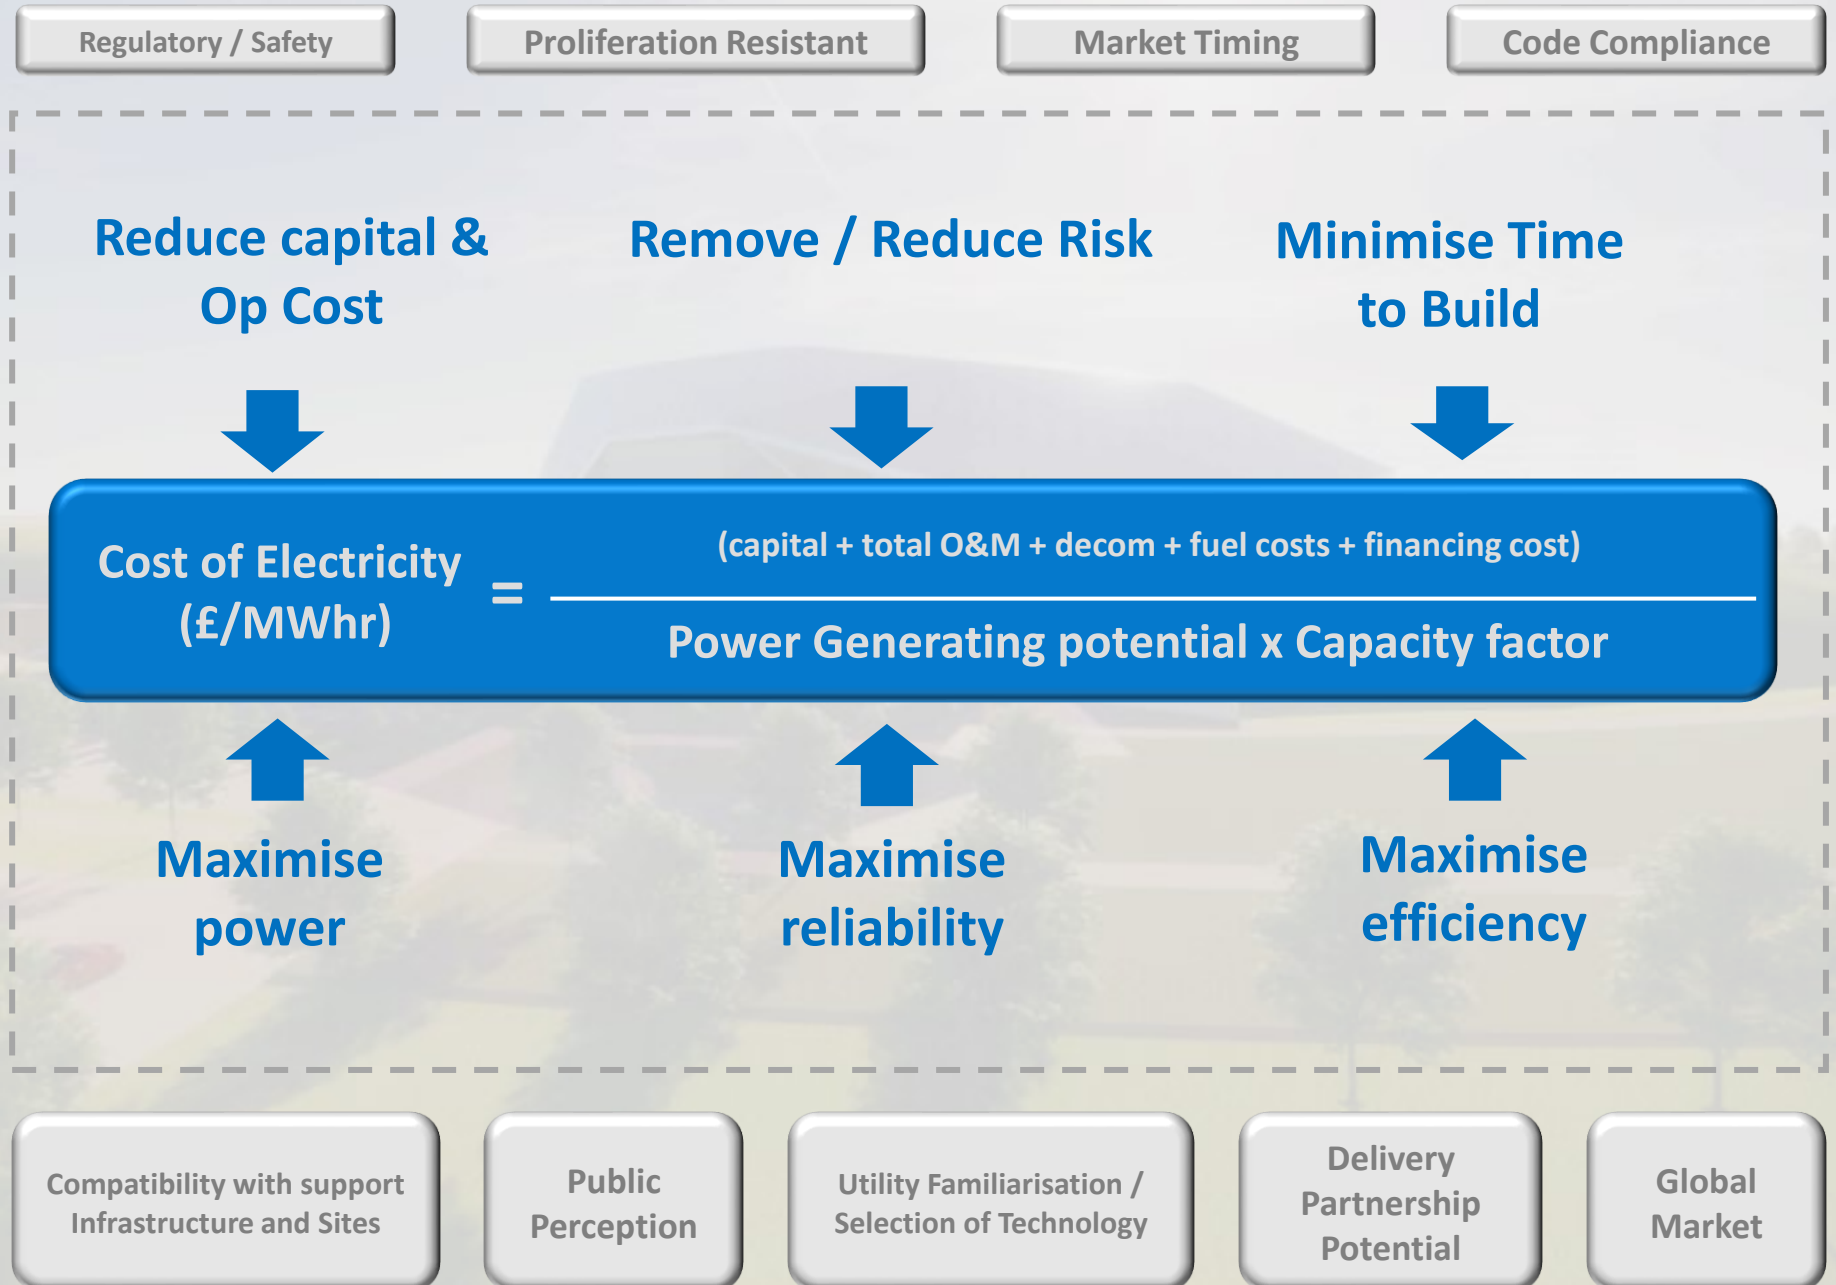 Regulatory / Safety
Proliferation Resistant
Market Timing
Code Compliance
Reduce capital &
Op Cost
Remove / Reduce Risk
Minimise Time
to Build
Cost of Electricity
(£/MWhr)
=
(capital + total O&M + decom + fuel costs + financing cost)
Power Generating potential x Capacity factor
Maximise
power
Maximise
reliability
Maximise
efficiency
Compatibility with support
Infrastructure and Sites
Public
Perception
Utility Familiarisation /
Selection of Technology
Delivery
Partnership
Potential
Global
Market